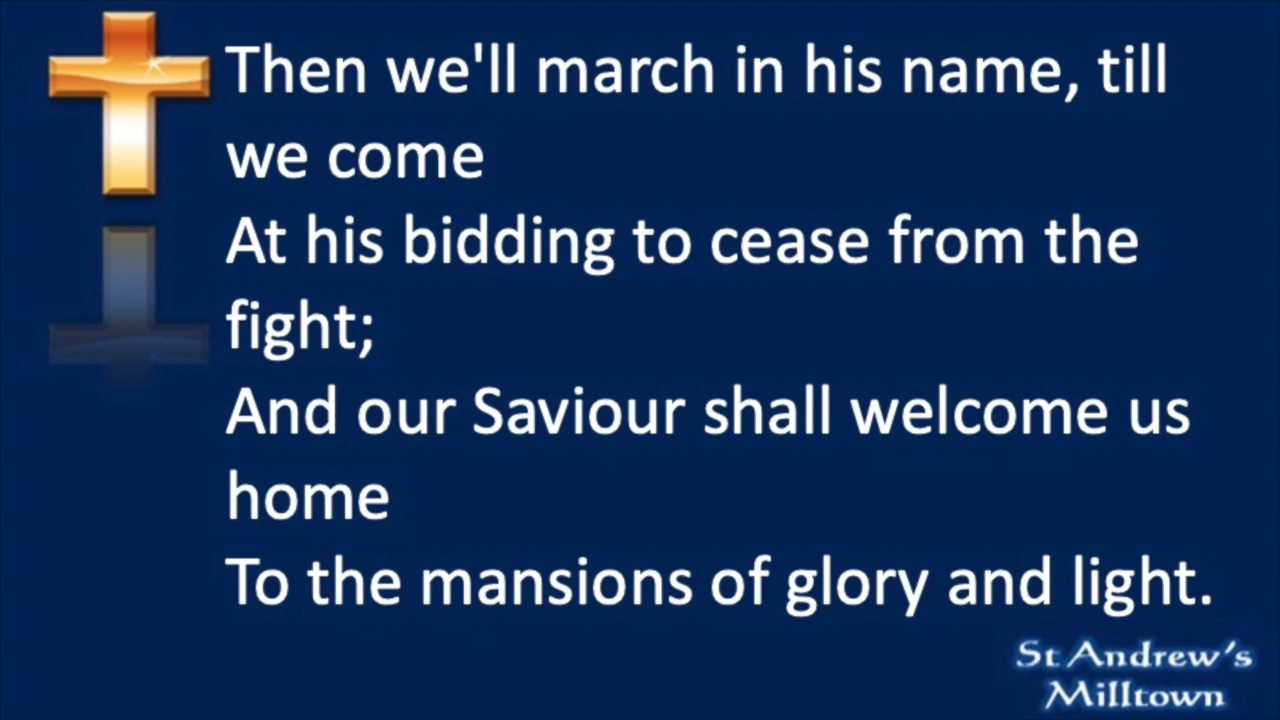 Then we'll march in his name, till
we come
At his bidding to cease from the
fight;
And our Saviour shall welcome us
home
To the mansions of glory and light.
St Andrew's
Milltown